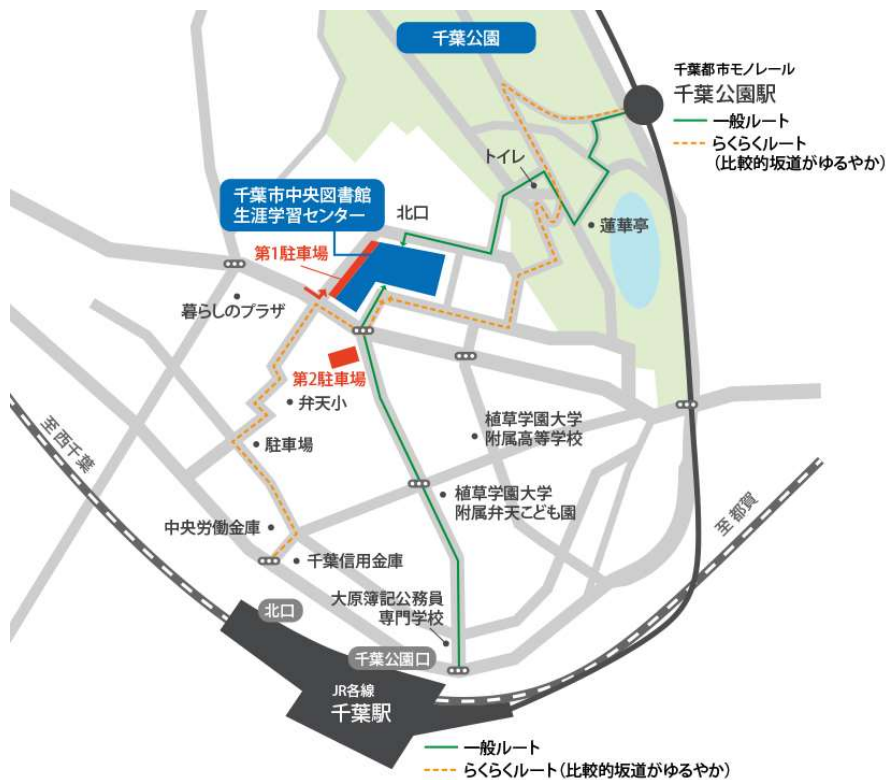 千葉公園
千葉都市モノレール
千葉公園駅
一般ルート
らくらくルート
(比較的坂道がゆるやか)
トイレ
千葉市中央図書館
生涯学習センター
北口
蓮華亭
第1駐車場
暮らしのプラザ
第2駐車場
弁天小
植草学園大学
附属高等学校
至西千葉
駐車場
植草学園大学
附属弁天こども園
至都賀
中央労働金庫
千葉信用金庫
大原簿記公務員
専門学校
北口
千葉公園口
JR各線
千葉駅
一般ルート
らくらくルート(比較的坂道がゆるやか)